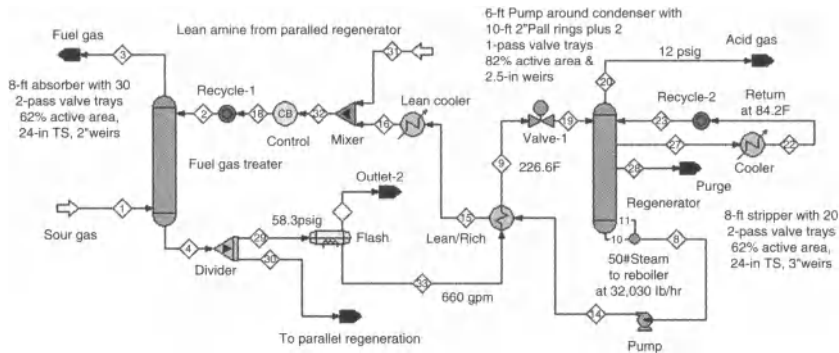 Fuel gas
3
8-ft absorber with 30
2-pass valve trays
62% active area,
24-in TS, 2"weirs
Recycle-1
2
18
CB
Control
32
Mixer
Lean amine from paralled regenerator
31
16
Lean cooler
Fuel gas treater
1
Sour gas
4
Divider
29
30
58.3psig
Flash
Outlet-2
33
660 gpm
To parallel regeneration
15
Lean/Rich
9
226.6F
6-ft Pump around condenser with
10-ft 2"Pall rings plus 2
1-pass valve trays
82% active area &
2.5-in weirs
Valve-1
19
20
12 psig
Acid gas
Recycle-2
23
Return
at 84.2F
27
Cooler
22
Purge
Regenerator
11
10
8
50#Steam
to reboiler
at 32,030 lb/hr
14
Pump
8-ft stripper with 20
2-pass valve trays
62% active area,
24-in TS, 3"weirs